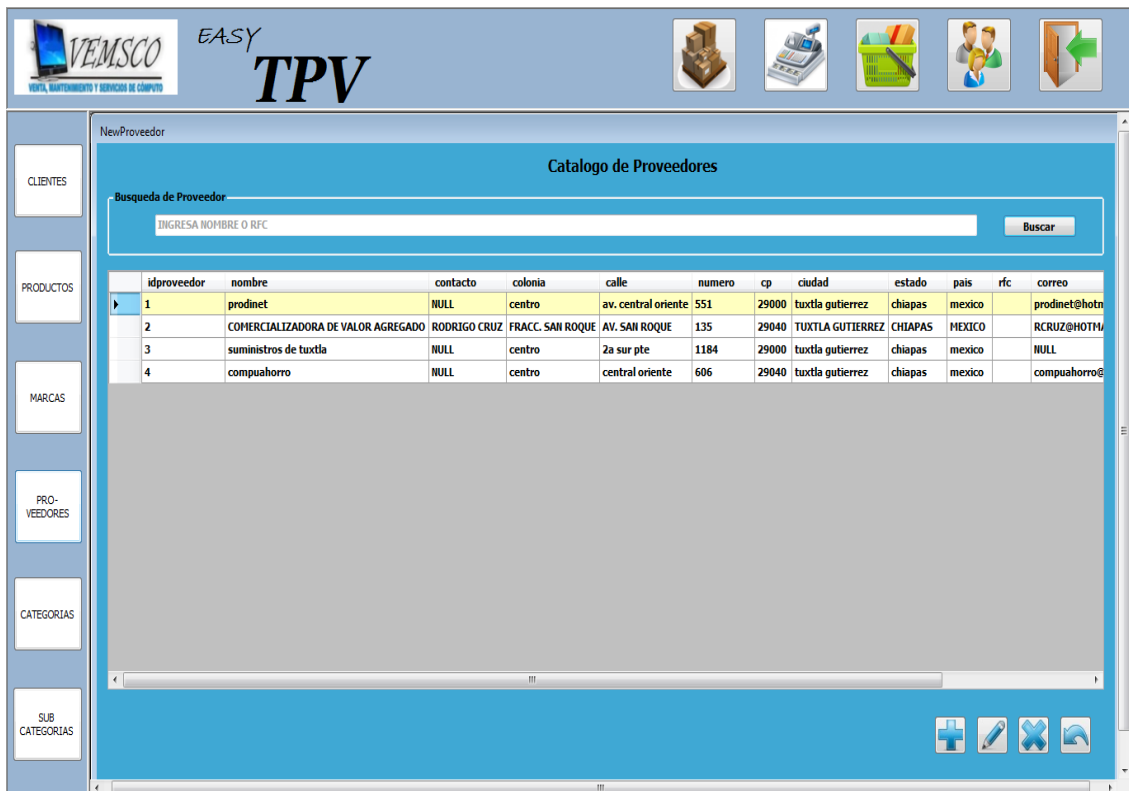 VEMSCO
VENTA, MANTENIMIENTO Y SERVICIOS DE CÓMPUTO
EASY
TPV
CLIENTES
PRODUCTOS
MARCAS
PRO-
VEEDORES
CATEGORIAS
SUB
CATEGORIAS
NewProveedor
Catalogo de Proveedores
Busqueda de Proveedor
INGRESA NOMBRE O RFC
Buscar
idproveedor nombre contacto colonia calle numero cp ciudad estado pais rfc correo
1 prodinet NULL centro av. central oriente 551 29000 tuxtla gutierrez chiapas mexico prodinet@hotn
2 COMERCIALIZADORA DE VALOR AGREGADO RODRIGO CRUZ FRACC. SAN ROQUE AV. SAN ROQUE 135 29040 TUXTLA GUTIERREZ CHIAPAS MEXICO RCRUZ@HOTMA
3 suministros de tuxtla NULL centro 2a sur pte 1184 29000 tuxtla gutierrez chiapas mexico NULL
4 compuahorro NULL centro central oriente 606 29040 tuxtla gutierrez chiapas mexico compuahorro@